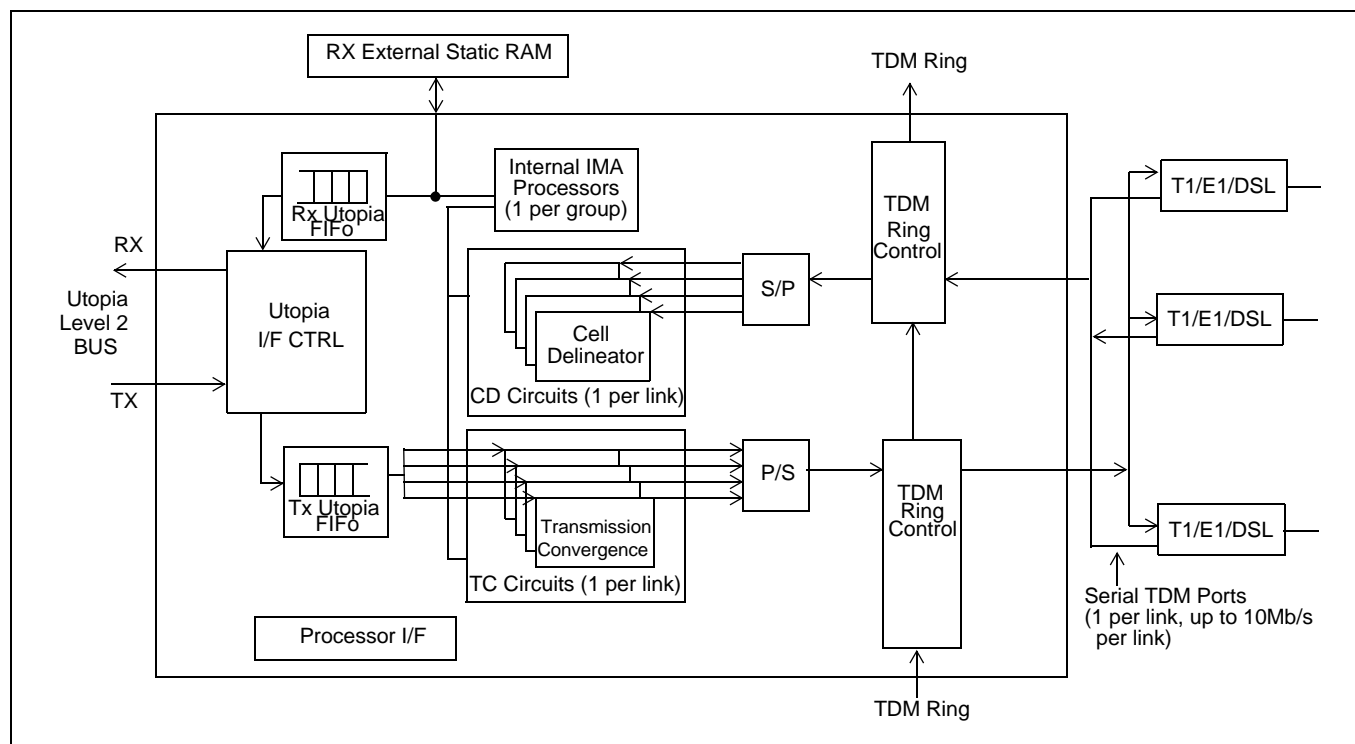 RX External Static RAM
TDM Ring
Internal IMA
Processors
(1 per group)
Rx Utopia
FIFo
TDM
Ring
Control
T1/E1/DSL
RX
Utopia
Level 2
BUS
TX
Utopia
I/F CTRL
S/P
Cell
Delineator
CD Circuits (1 per link)
T1/E1/DSL
Tx Utopia
FIFo
P/S
Transmission
Convergence
TC Circuits (1 per link)
TDM
Ring
Control
T1/E1/DSL
Serial TDM Ports
(1 per link, up to 10Mb/s
per link)
Processor I/F
TDM Ring